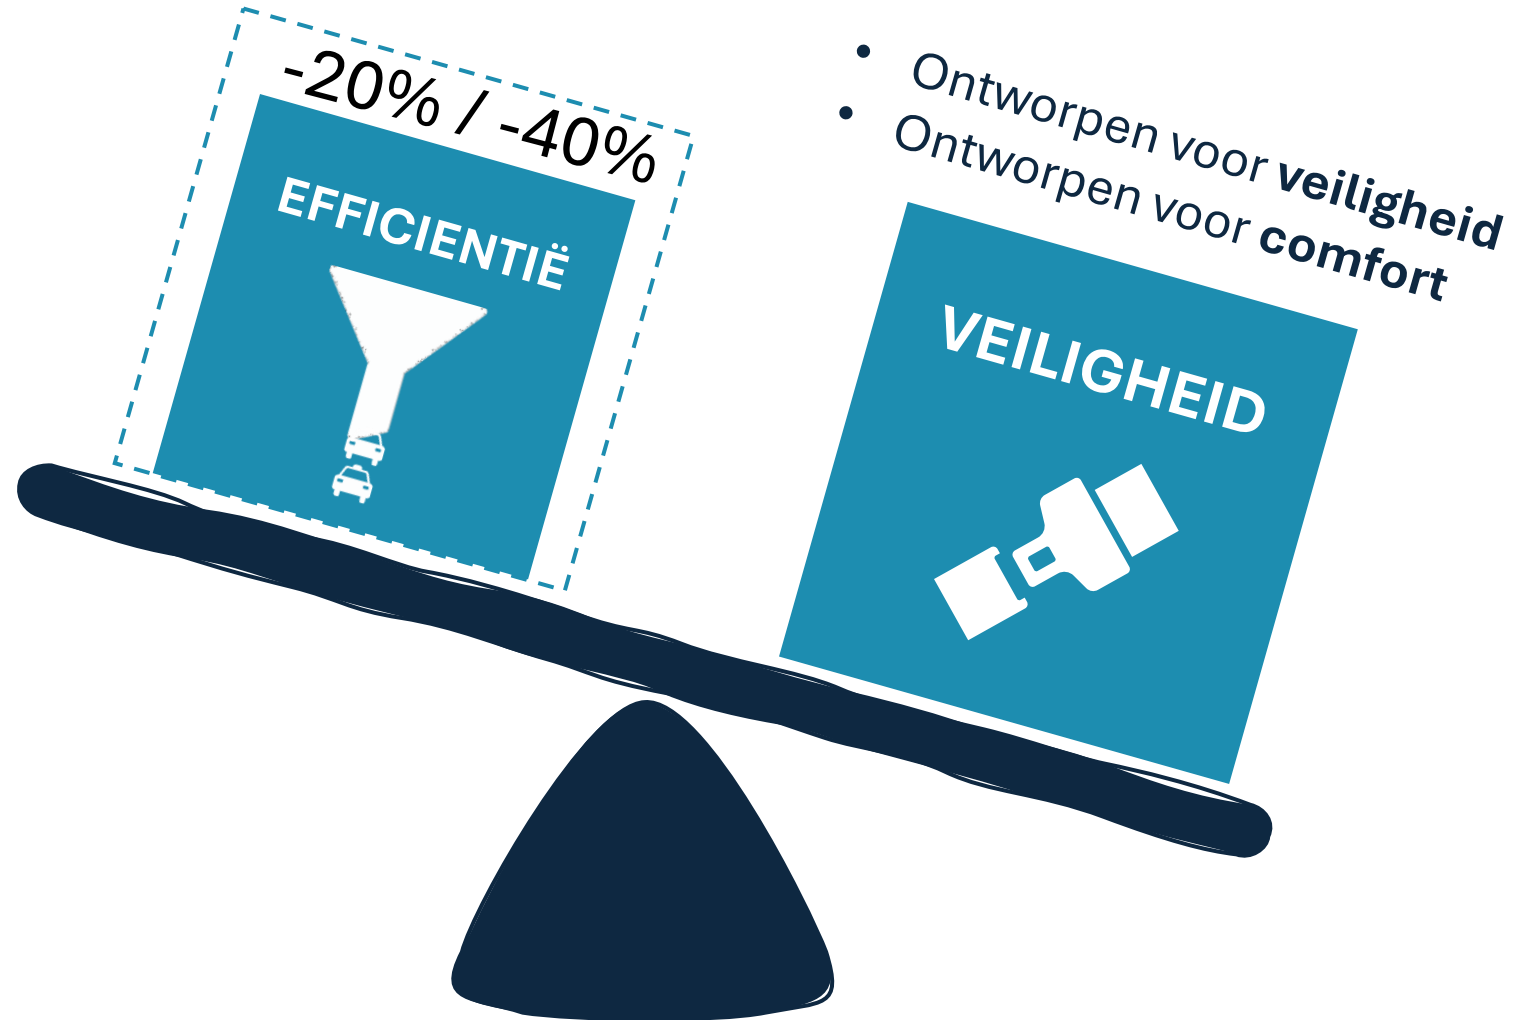 -20% / -40%
EFFICIENTIË
• Ontworpen voor veiligheid
• Ontworpen voor comfort
VEILIGHEID